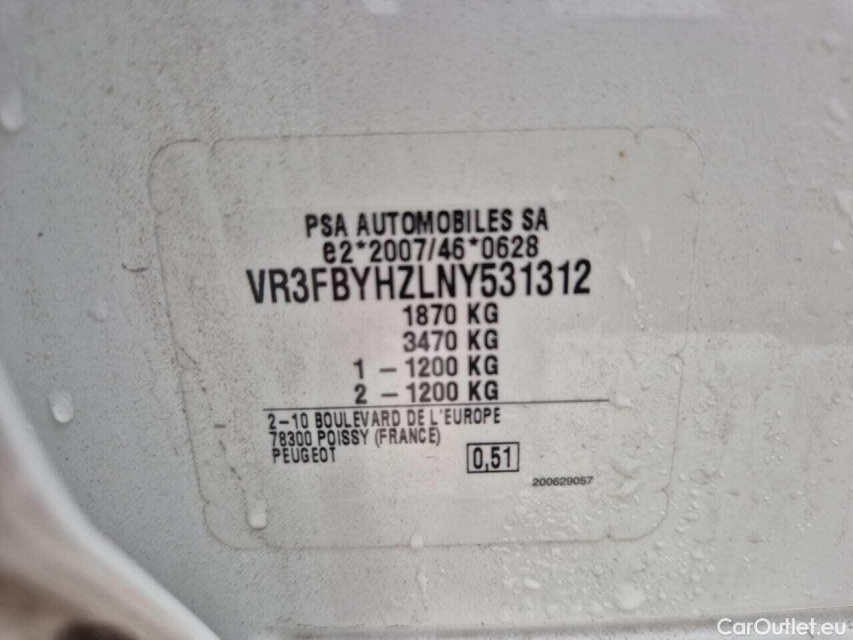 PSA AUTOMOBILES SA
e2*2007/46*0628
VR3FBYHZLNY531312
1870 KG
3470 KG
1 - 1200 KG
2 - 1200 KG
2-10 BOULEVARD DE L'EUROPE
78300 POISSY (FRANCE)
PEUGEOT
0,51
200629057
CarOutlet.eu